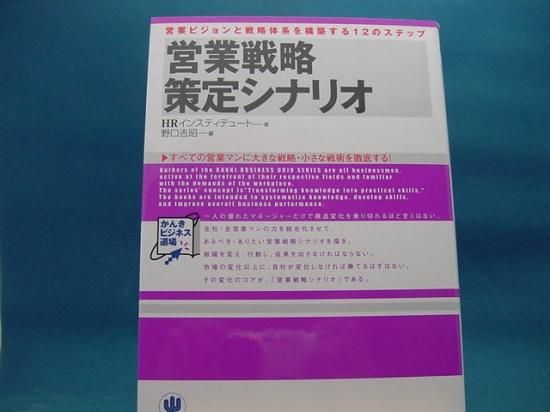 営業ビジョンと戦略体系を構築する12のステップ
営業戦略
策定シナリオ
HRインスティテュート―著
野口吉昭―編
▶すべての営業マンに大きな戦略・小さな戦術を徹底する!
Authors of the KANKI BUSINESS DOJO SERIES are all businessmen,
active at the forefront of their respective fields and familiar
with the demands of the workplace.
The series' concept is "Transforming knowledge into practical skills."
The books are intended to systematize knowledge, develop skills,
and improve overall business performance.
かんき
ビジネス
道場
一人の優れたマネージャーだけで構造変化を乗り切れるほど甘くはない。
全社・全営業マンの力を統合化させて、
あるべき・ありたい営業戦略シナリオを描き、
組織を変え、行動し、成果を出さなければならない。
市場の変化以上に、自社が変化しなければ勝てるはずはない。
その変化のコアが、「営業戦略シナリオ」である。